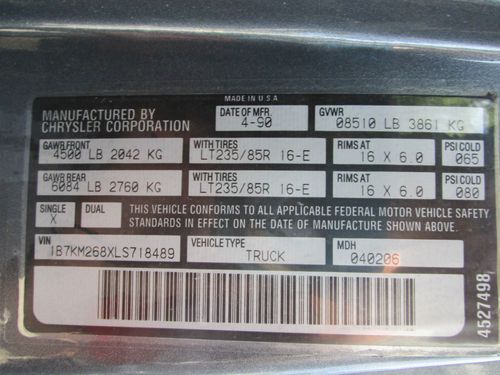 MADE IN U.S.A
MANUFACTURED BY
CHRYSLER CORPORATION
DATE OF MFR.
4-90
GVWR
08510 LB 3861 KG
GAWR FRONT
4500 LB 2042 KG
WITH TIRES
LT235/85R 16-E
RIMS AT
16 X 6.0
PSI COLD
065
GAWR REAR
6084 LB 2760 KG
WITH TIRES
LT235/85R 16-E
RIMS AT
16 X 6.0
PSI COLD
080
SINGLE
X
DUAL
THIS VEHICLE CONFORMS TO ALL APPLICABLE FEDERAL MOTOR VEHICLE SAFETY
STANDARDS IN EFFECT ON THE DATE OF MANUFACTURE SHOWN ABOVE.
VIN
1B7KM268XLS718489
VEHICLE TYPE
TRUCK
MDH
040206
4527498